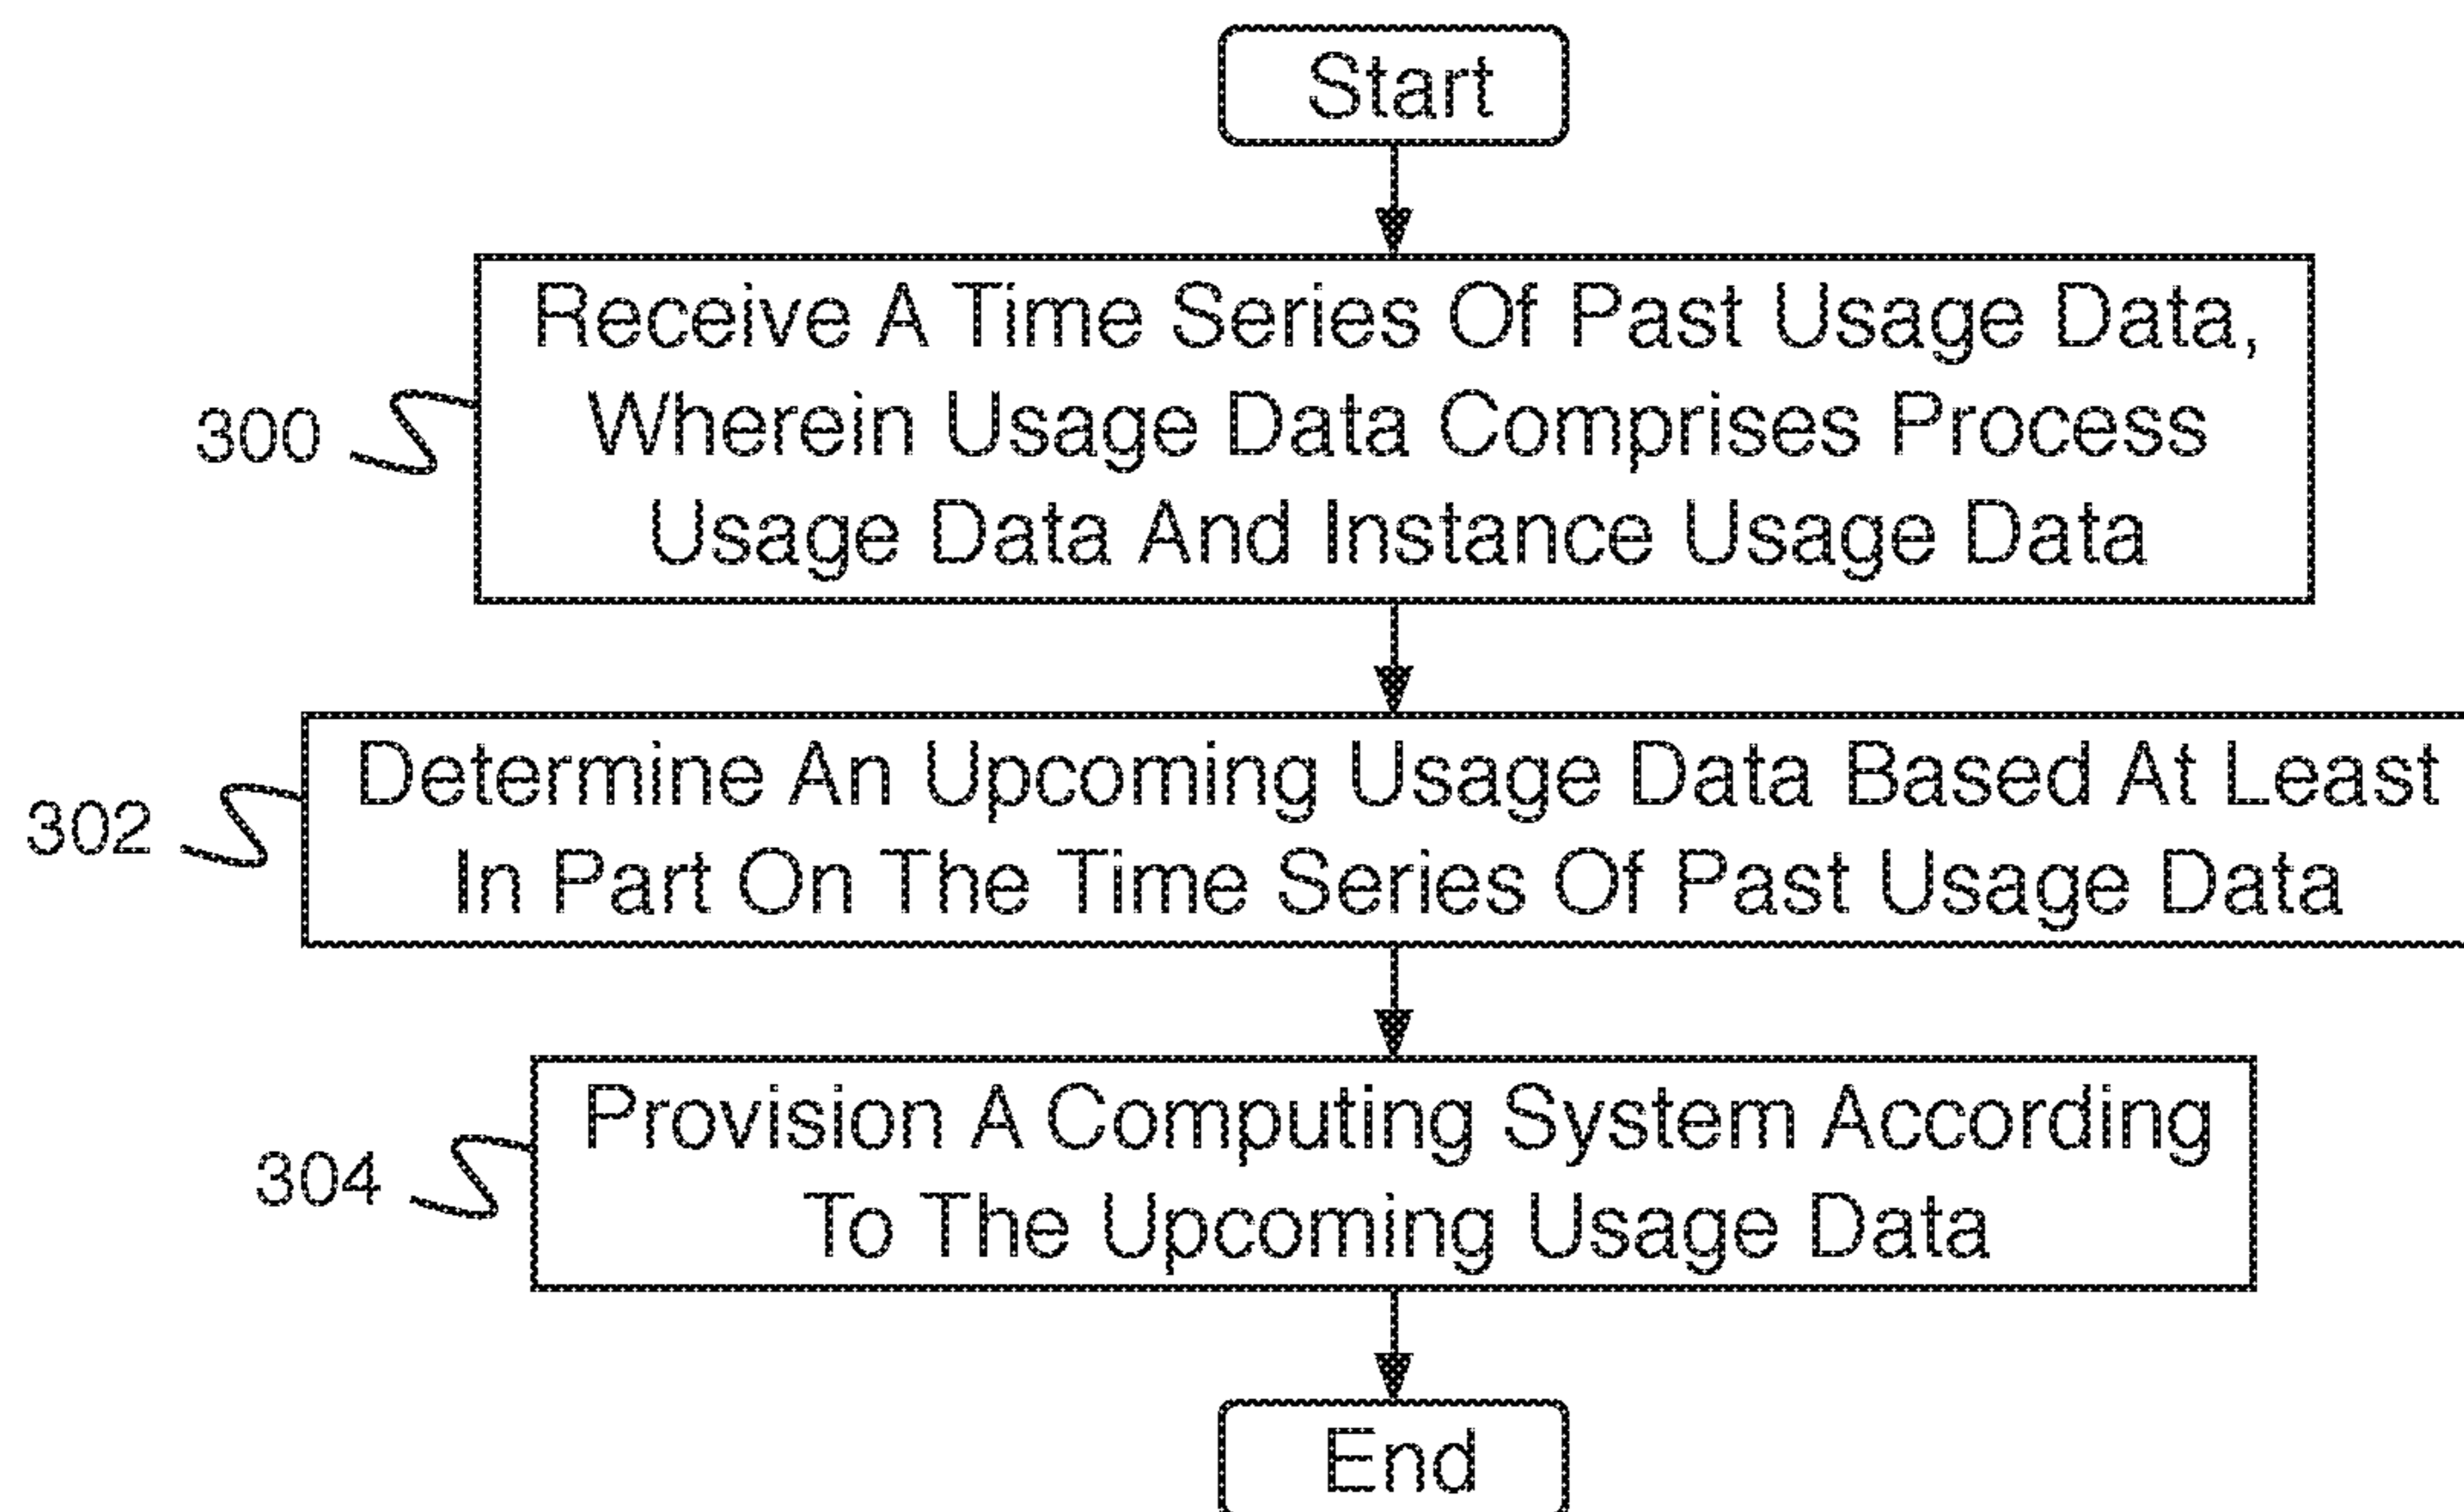 Start
Receive A Time Series Of Past Usage Data,
Wherein Usage Data Comprises Process
Usage Data And Instance Usage Data
300
Determine An Upcoming Usage Data Based At Least
In Part On The Time Series Of Past Usage Data
302
Provision A Computing System According
To The Upcoming Usage Data
304
End